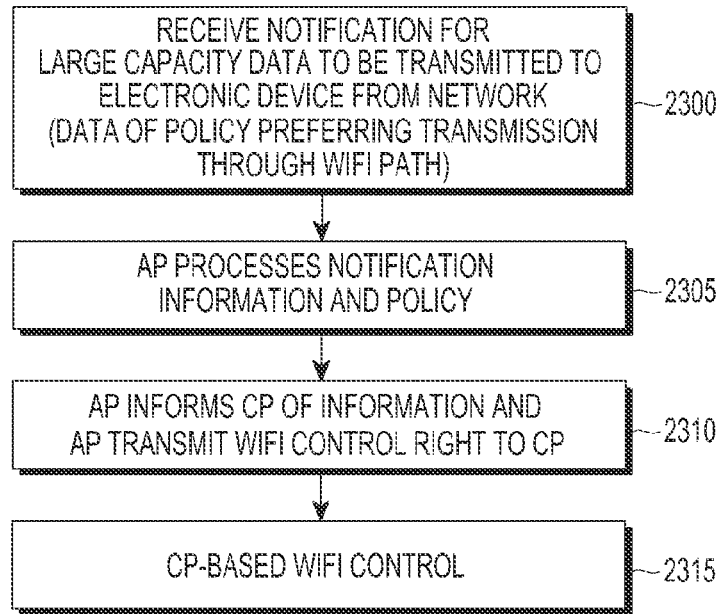 RECEIVE NOTIFICATION FOR
LARGE CAPACITY DATA TO BE TRANSMITTED TO
ELECTRONIC DEVICE FROM NETWORK
(DATA OF POLICY PREFERRING TRANSMISSION
THROUGH WIFI PATH)
2300
AP PROCESSES NOTIFICATION
INFORMATION AND POLICY
2305
AP INFORMS CP OF INFORMATION AND
AP TRANSMIT WIFI CONTROL RIGHT TO CP
2310
CP-BASED WIFI CONTROL
2315